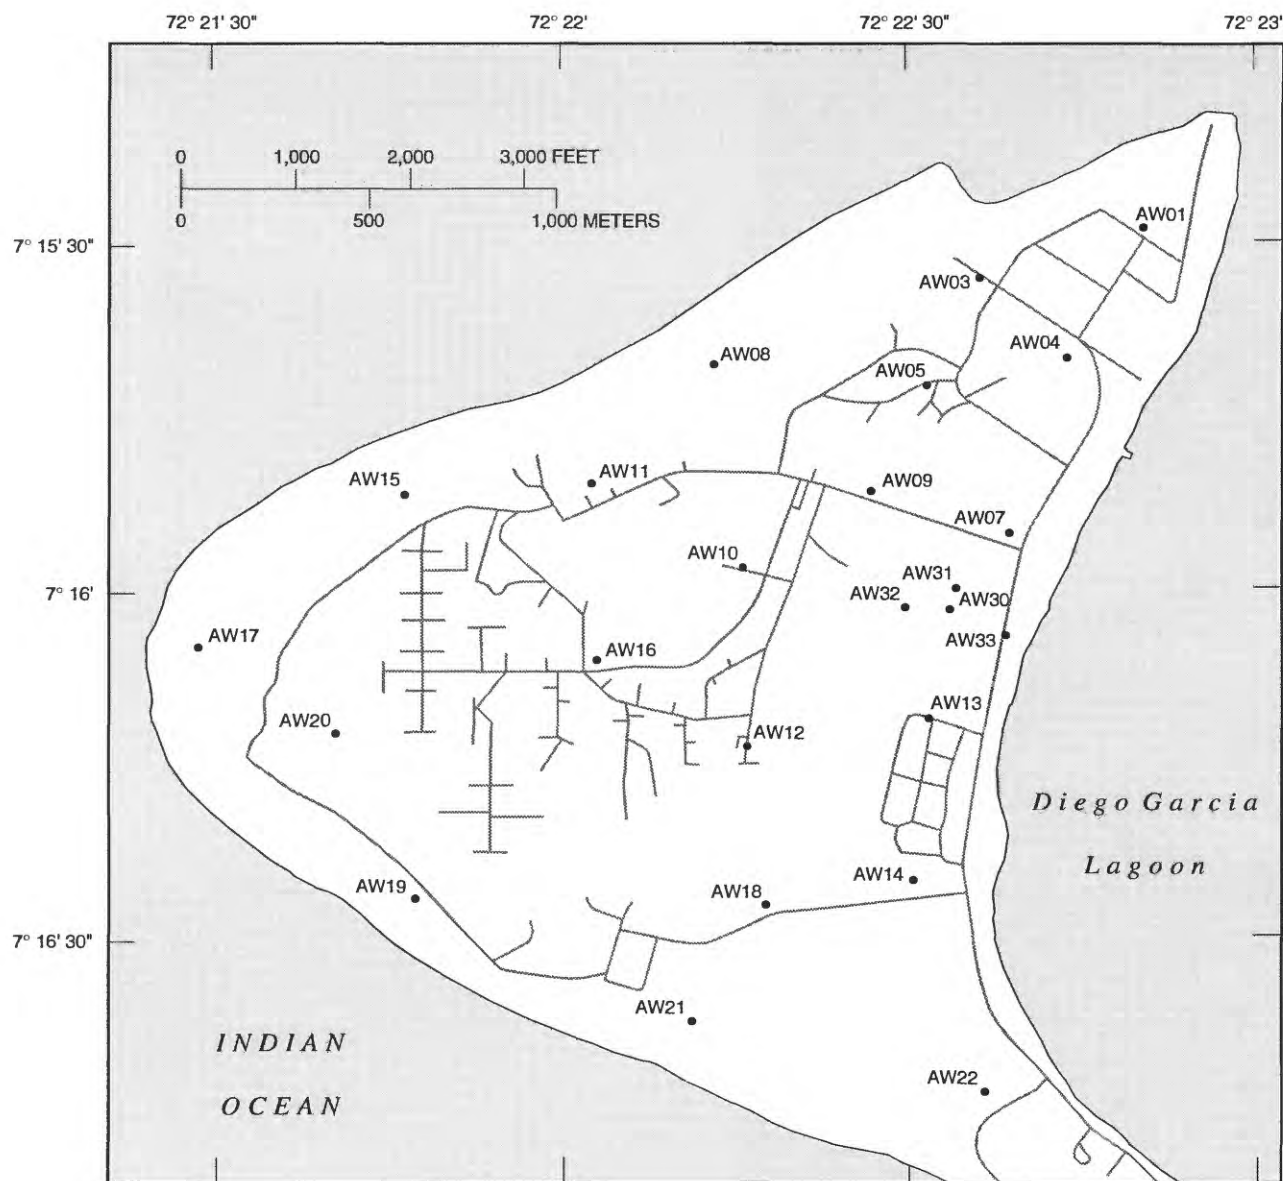 72° 21' 30" 72° 22' 72° 22' 30" 72° 23'
0 1,000 2,000 3,000 FEET
0 500 1,000 METERS
AW01
7° 15' 30"
AW03
AW04
AW08
AW05
AW11
AW15
AW09
AW07
AW10
AW31
7° 16'
AW32
AW30
AW17
AW33
AW16
AW20
AW13
AW12
Diego Garcia
Lagoon
AW14
AW19
AW18
7° 16' 30"
AW21
INDIAN
OCEAN
AW22